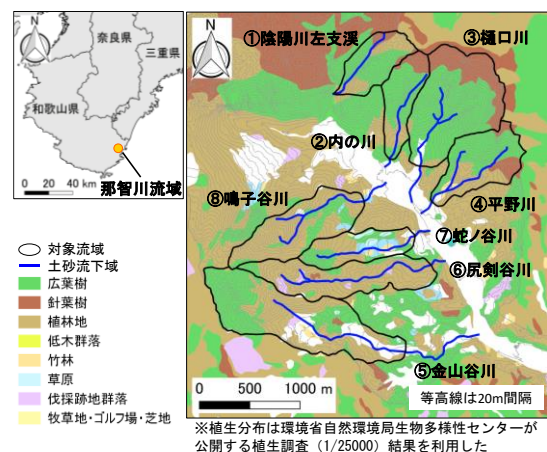 奈良県
三重県
和歌山県
0 20 40 km
那智川流域
対象流域
土砂流下域
広葉樹
針葉樹
植林地
低木群落
竹林
草原
伐採跡地群落
牧草地・ゴルフ場・芝地
①陰陽川左支渓
③樋口川
②内の川
⑧鳴子谷川
④平野川
⑦蛇ノ谷川
⑥尻剣谷川
⑤金山谷川
0 500 1000 m
等高線は20m間隔
※植生分布は環境省自然環境局生物多様性センターが
公開する植生調査（1/25000）結果を利用した